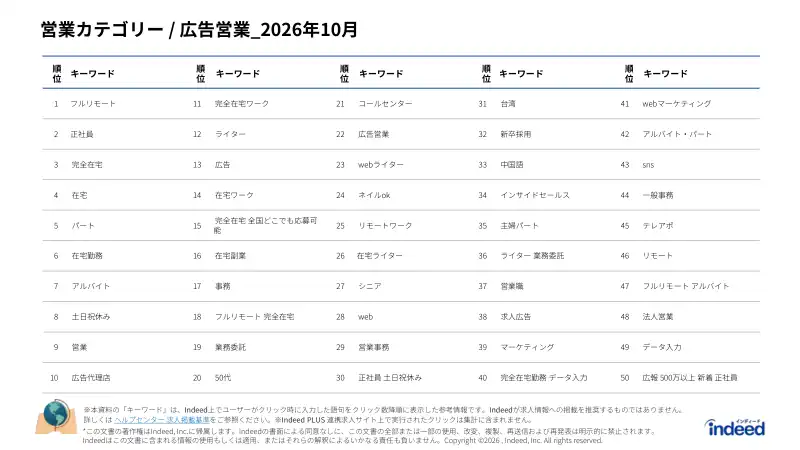 営業カテゴリー / 広告営業_2026年10月
順位 キーワード 順位 キーワード 順位 キーワード 順位 キーワード 順位 キーワード
1 フルリモート 11 完全在宅ワーク 21 コールセンター 31 台湾 41 webマーケティング
2 正社員 12 ライター 22 広告営業 32 新卒採用 42 アルバイト・パート
3 完全在宅 13 広告 23 webライター 33 中国語 43 sns
4 在宅 14 在宅ワーク 24 ネイルok 34 インサイドセールス 44 一般事務
5 パート 15 完全在宅 全国どこでも応募可能 25 リモートワーク 35 主婦パート 45 テレアポ
6 在宅勤務 16 在宅副業 26 在宅ライター 36 ライター 業務委託 46 リモート
7 アルバイト 17 事務 27 シニア 37 営業職 47 フルリモート アルバイト
8 土日祝休み 18 フルリモート 完全在宅 28 web 38 求人広告 48 法人営業
9 営業 19 業務委託 29 営業事務 39 マーケティング 49 データ入力
10 広告代理店 20 50代 30 正社員 土日祝休み 40 完全在宅勤務 データ入力 50 広報 500万以上 新着 正社員
※本資料の「キーワード」は、Indeed上でユーザーがクリック時に入力した語句をクリック数降順に表示した参考情報です。Indeedが求人情報への掲載を推奨するものではありません。
詳しくは ヘルプセンター 求人掲載基準をご参照ください。※Indeed PLUS 連携求人サイト上で実行されたクリックは集計に含まれません。
*この文書の著作権はIndeed, Inc.に帰属します。Indeedの書面による同意なしに、この文書の全部または一部の使用、改変、複製、再送信および再発表は明示的に禁止されます。
Indeedはこの文書に含まれる情報の使用もしくは適用、またはそれらの解釈によるいかなる責任も負いません。Copyright ©2026 , Indeed, Inc. All rights reserved.
インディード
indeed